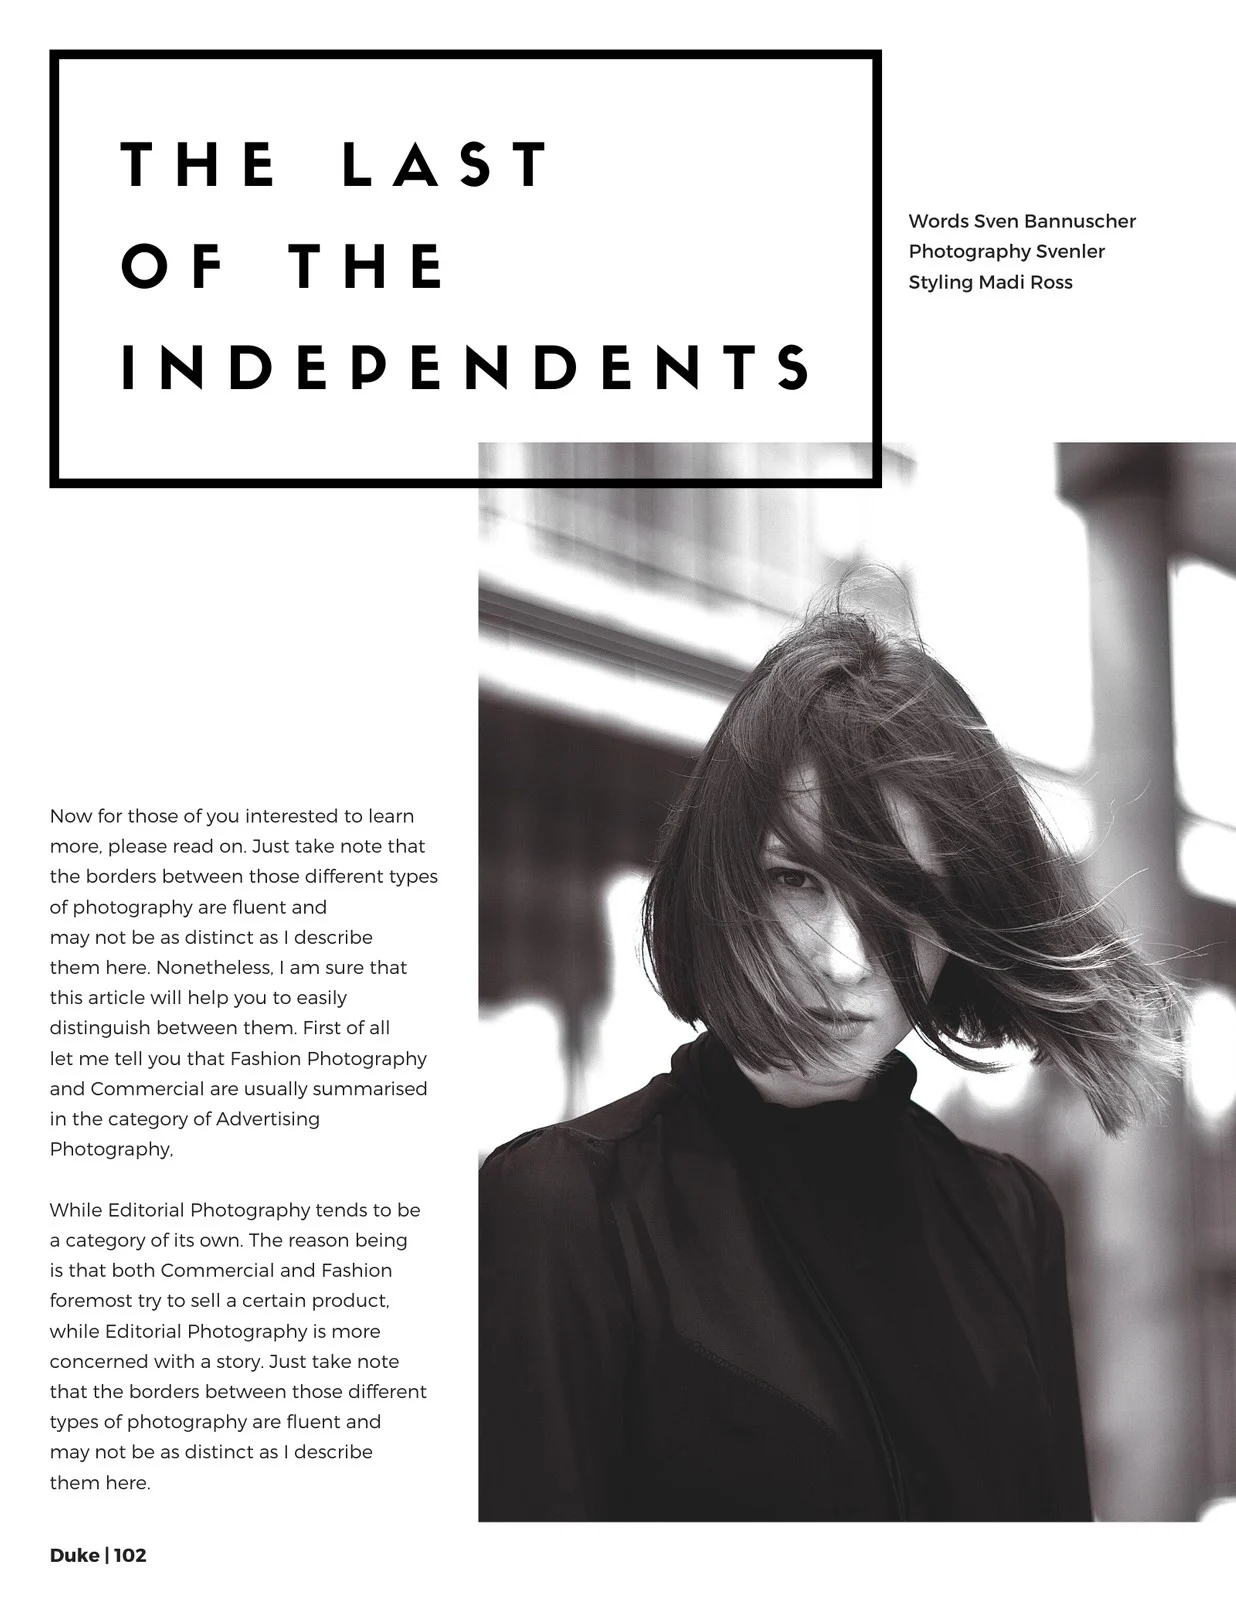 THE LAST
OF THE
INDEPENDENTS
Words Sven Bannuscher
Photography Svenler
Styling Madi Ross
Now for those of you interested to learn
more, please read on. Just take note that
the borders between those different types
of photography are fluent and
may not be as distinct as I describe
them here. Nonetheless, I am sure that
this article will help you to easily
distinguish between them. First of all
let me tell you that Fashion Photography
and Commercial are usually summarised
in the category of Advertising
Photography,
While Editorial Photography tends to be
a category of its own. The reason being
is that both Commercial and Fashion
foremost try to sell a certain product,
while Editorial Photography is more
concerned with a story. Just take note
that the borders between those different
types of photography are fluent and
may not be as distinct as I describe
them here.
Duke | 102